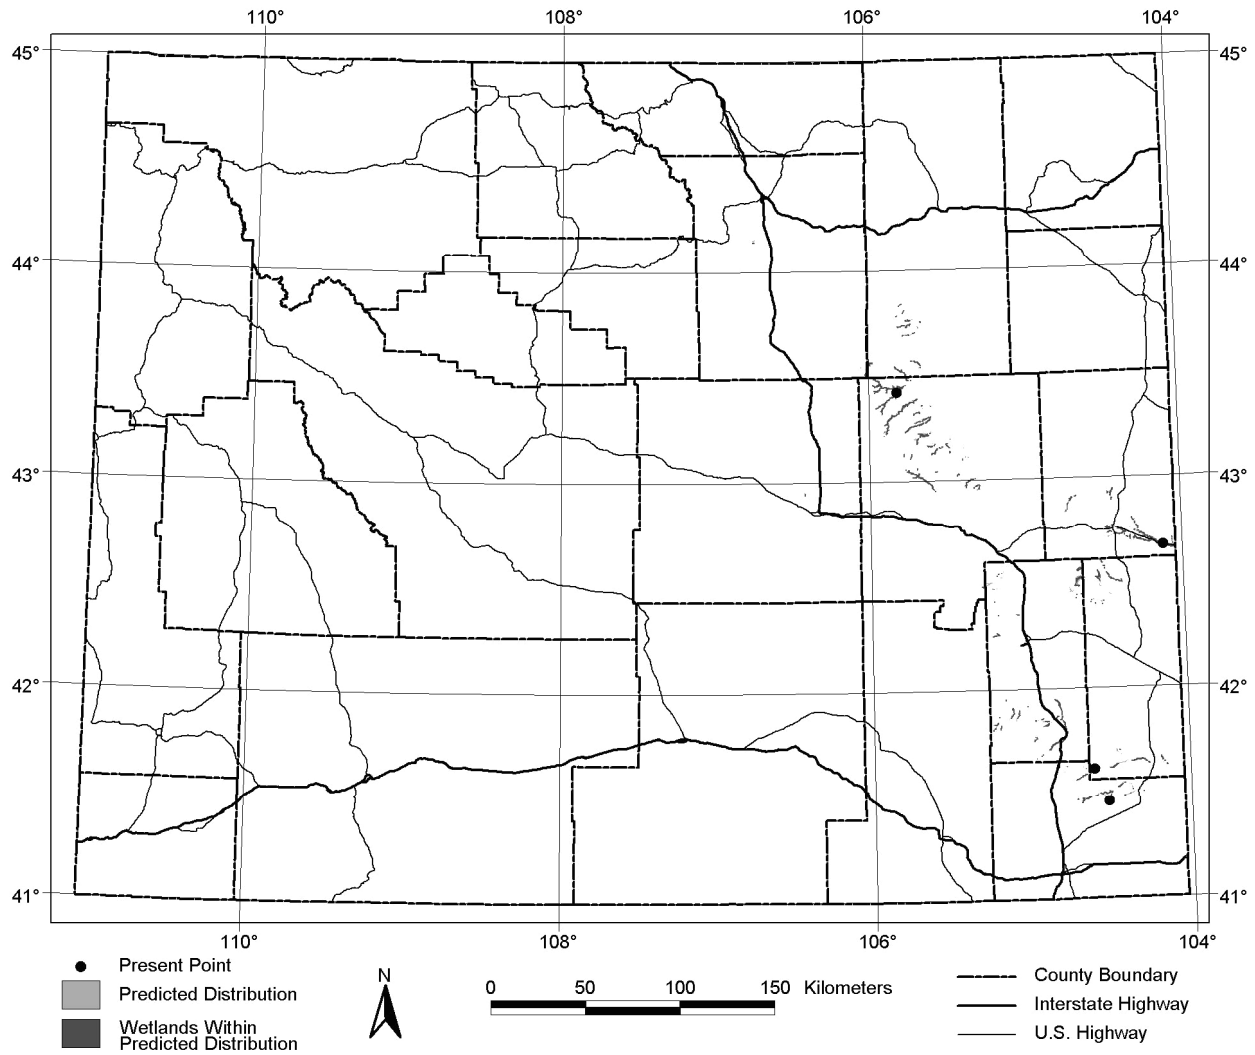 110° 108° 106° 104°
45° 45°
44° 44°
43° 43°
42° 42°
41° 41°
110° 108° 106° 104°
Present Point
Predicted Distribution
Wetlands Within
Predicted Distribution
N
0 50 100 150 Kilometers
County Boundary
Interstate Highway
U.S. Highway